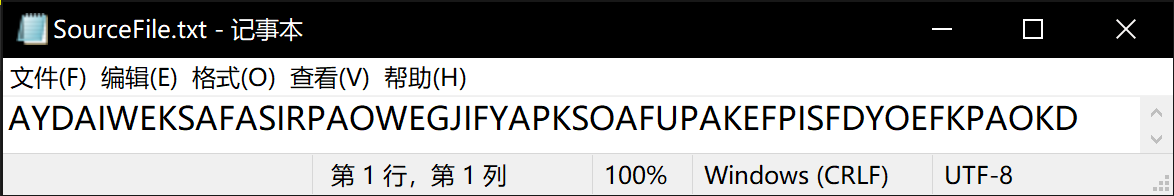 SourceFile.txt - 记事本
文件(F) 编辑(E) 格式(O) 查看(V) 帮助(H)
AYDAIWEKSAFASIRPAOWEGJIFYAPKSOAFUPAKEFPISFDYOEFKPAOKD
第 1 行，第 1 列 100% Windows (CRLF) UTF-8